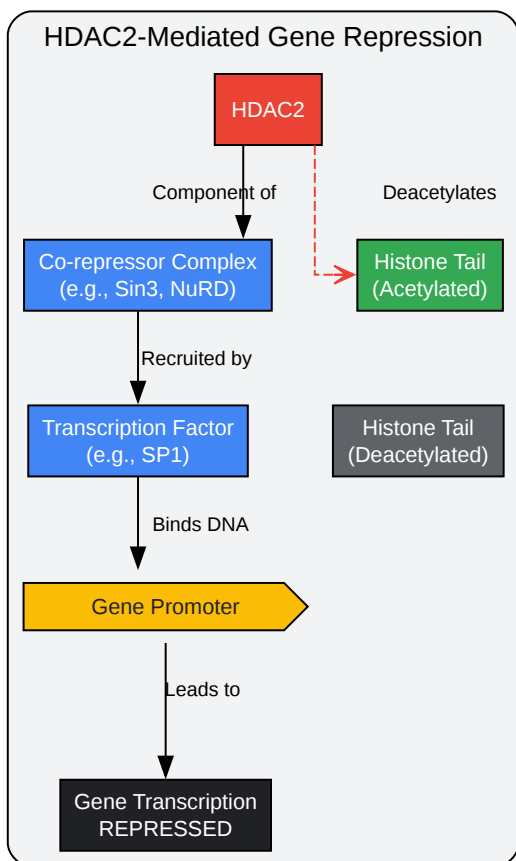 HDAC2-Mediated Gene Repression
HDAC2
Component of
Deacetylates
Co-repressor Complex
(e.g., Sin3, NuRD)
Histone Tail
(Acetylated)
Recruited by
Transcription Factor
(e.g., SP1)
Histone Tail
(Deacetylated)
Binds DNA
Gene Promoter
Leads to
Gene Transcription
REPRESSED